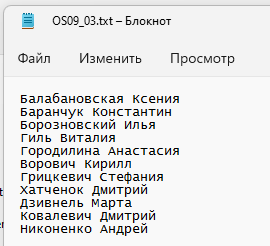 OS09_03.txt – Блокнот
Файл Изменить Просмотр
Балабановская Ксения
Баранчук Константин
Борозновский Илья
Гиль Виталия
Городилина Анастасия
Ворович Кирилл
Грицкевич Стефания
Хатченок Дмитрий
Дзивнель Марта
Ковалевич Дмитрий
Никоненко Андрей